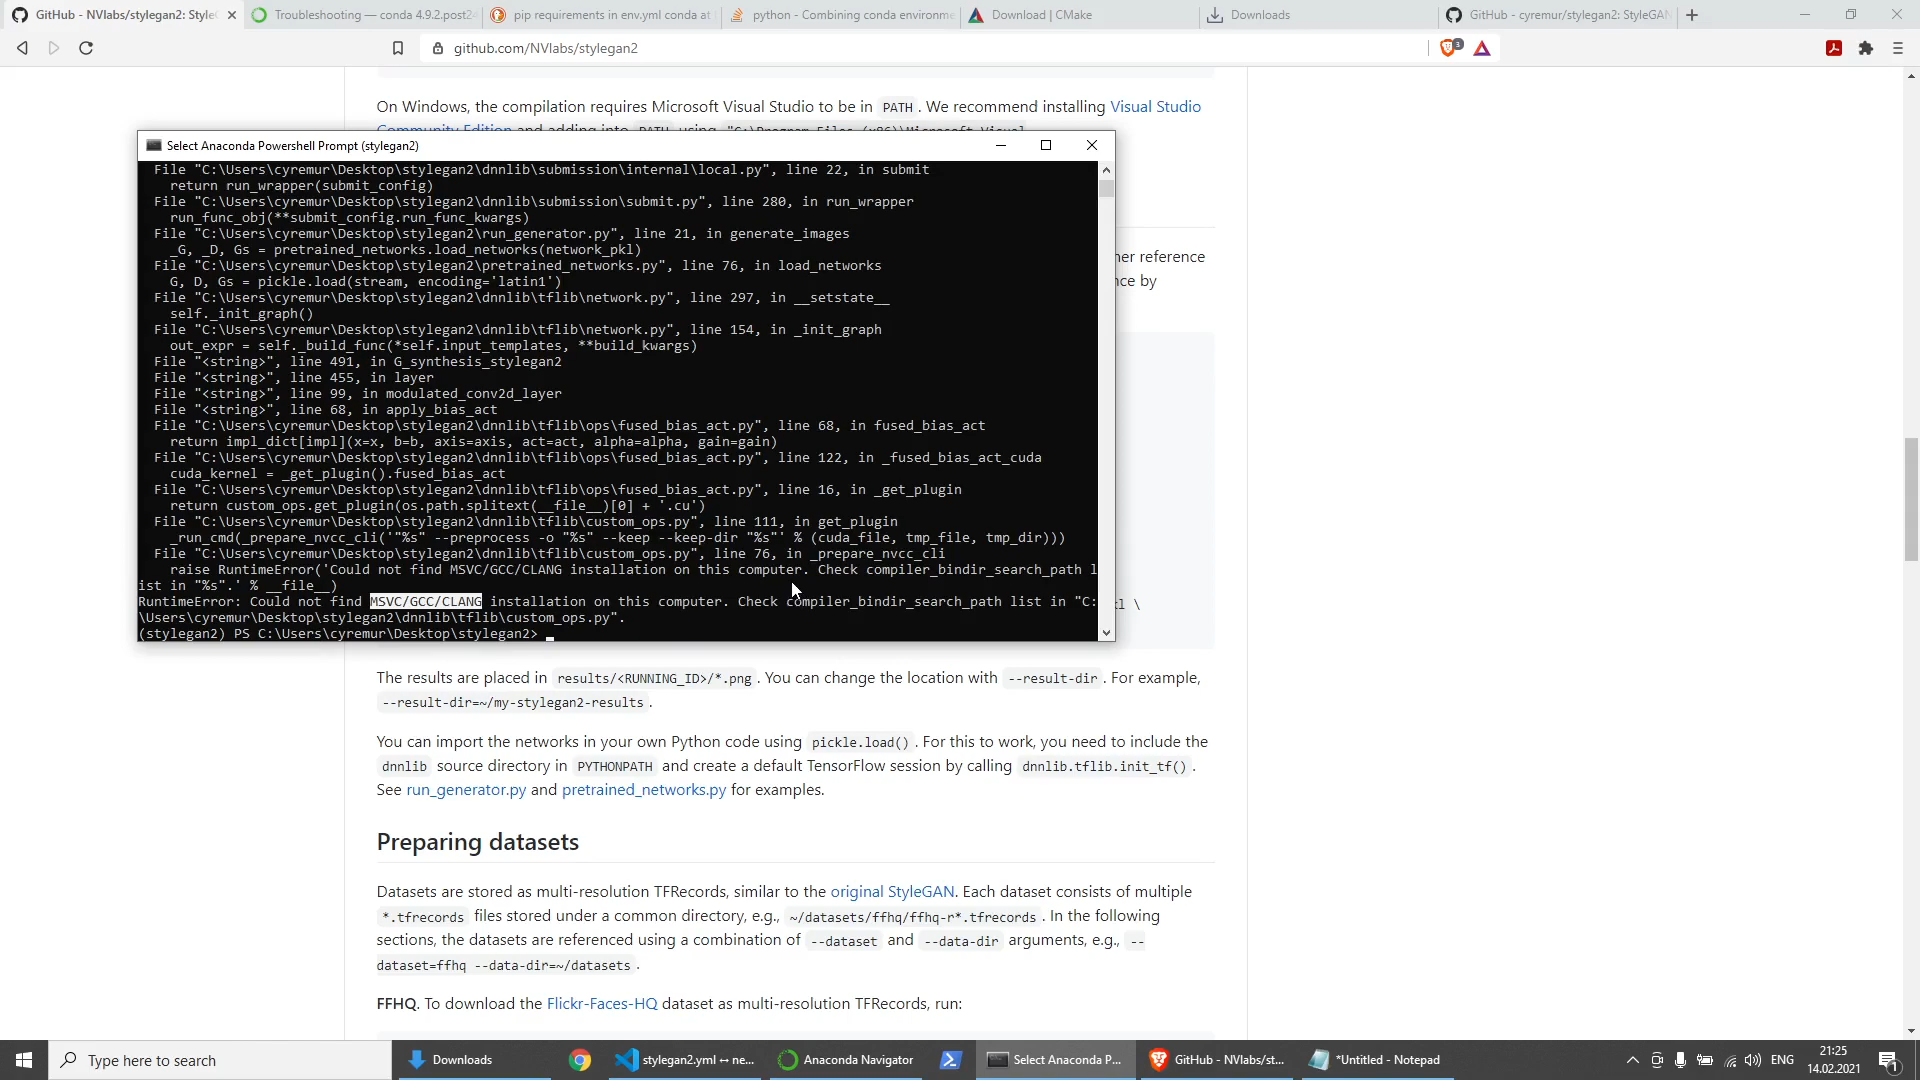 GitHub - NVlabs/stylegan2: StyleG
Troubleshooting — conda 4.9.2.post24
pip requirements in env.yml conda at
python - Combining conda environme
Download | CMake
Downloads
GitHub - cyremur/stylegan2: StyleGAN
github.com/NVlabs/stylegan2
3
On Windows, the compilation requires Microsoft Visual Studio to be in PATH. We recommend installing Visual Studio
Community Edition and adding into PATH using "C:\Program Files (x86)\Microsoft Visual
Select Anaconda Powershell Prompt (stylegan2)
File "C:\Users\cyremur\Desktop\stylegan2\dnnlib\submission\internal\local.py", line 22, in submit
return run_wrapper(submit_config)
File "C:\Users\cyremur\Desktop\stylegan2\dnnlib\submission\submit.py", line 280, in run_wrapper
run_func_obj(**submit_config.run_func_kwargs)
File "C:\Users\cyremur\Desktop\stylegan2\run_generator.py", line 21, in generate_images
_G, _D, Gs = pretrained_networks.load_networks(network_pkl)
File "C:\Users\cyremur\Desktop\stylegan2\pretrained_networks.py", line 76, in load_networks
G, D, Gs = pickle.load(stream, encoding='latin1')
File "C:\Users\cyremur\Desktop\stylegan2\dnnlib\tflib\network.py", line 297, in __setstate__
self._init_graph()
File "C:\Users\cyremur\Desktop\stylegan2\dnnlib\tflib\network.py", line 154, in _init_graph
out_expr = self._build_func(*self.input_templates, **build_kwargs)
File "<string>", line 491, in G_synthesis_stylegan2
File "<string>", line 455, in layer
File "<string>", line 99, in modulated_conv2d_layer
File "<string>", line 68, in apply_bias_act
File "C:\Users\cyremur\Desktop\stylegan2\dnnlib\tflib\ops\fused_bias_act.py", line 68, in fused_bias_act
return impl_dict[impl](x=x, b=b, axis=axis, act=act, alpha=alpha, gain=gain)
File "C:\Users\cyremur\Desktop\stylegan2\dnnlib\tflib\ops\fused_bias_act.py", line 122, in _fused_bias_act_cuda
cuda_kernel = _get_plugin().fused_bias_act
File "C:\Users\cyremur\Desktop\stylegan2\dnnlib\tflib\ops\fused_bias_act.py", line 16, in _get_plugin
return custom_ops.get_plugin(os.path.splitext(__file__)[0] + '.cu')
File "C:\Users\cyremur\Desktop\stylegan2\dnnlib\tflib\custom_ops.py", line 111, in get_plugin
_run_cmd(_prepare_nvcc_cli('"%s" --preprocess -o "%s" --keep --keep-dir "%s"' % (cuda_file, tmp_file, tmp_dir)))
File "C:\Users\cyremur\Desktop\stylegan2\dnnlib\tflib\custom_ops.py", line 76, in _prepare_nvcc_cli
raise RuntimeError('Could not find MSVC/GCC/CLANG installation on this computer. Check compiler_bindir_search_path l
ist in "%s".' % __file__)
RuntimeError: Could not find MSVC/GCC/CLANG installation on this computer. Check compiler_bindir_search_path list in "C:
\Users\cyremur\Desktop\stylegan2\dnnlib\tflib\custom_ops.py".
(stylegan2) PS C:\Users\cyremur\Desktop\stylegan2>
her reference
nce by
kl \
The results are placed in results/<RUNNING_ID>/*.png. You can change the location with --result-dir. For example,
--result-dir=~/my-stylegan2-results.
You can import the networks in your own Python code using pickle.load(). For this to work, you need to include the
dnnlib source directory in PYTHONPATH and create a default TensorFlow session by calling dnnlib.tflib.init_tf().
See run_generator.py and pretrained_networks.py for examples.
Preparing datasets
Datasets are stored as multi-resolution TFRecords, similar to the original StyleGAN. Each dataset consists of multiple
*.tfrecords files stored under a common directory, e.g., ~/datasets/ffhq/ffhq-r*.tfrecords. In the following
sections, the datasets are referenced using a combination of --dataset and --data-dir arguments, e.g., --
dataset=ffhq --data-dir=~/datasets.
FFHQ. To download the Flickr-Faces-HQ dataset as multi-resolution TFRecords, run:
Type here to search
Downloads
stylegan2.yml ↔ ne...
Anaconda Navigator
Select Anaconda P...
GitHub - NVlabs/st...
*Untitled - Notepad
ENG
21:25
14.02.2021
1